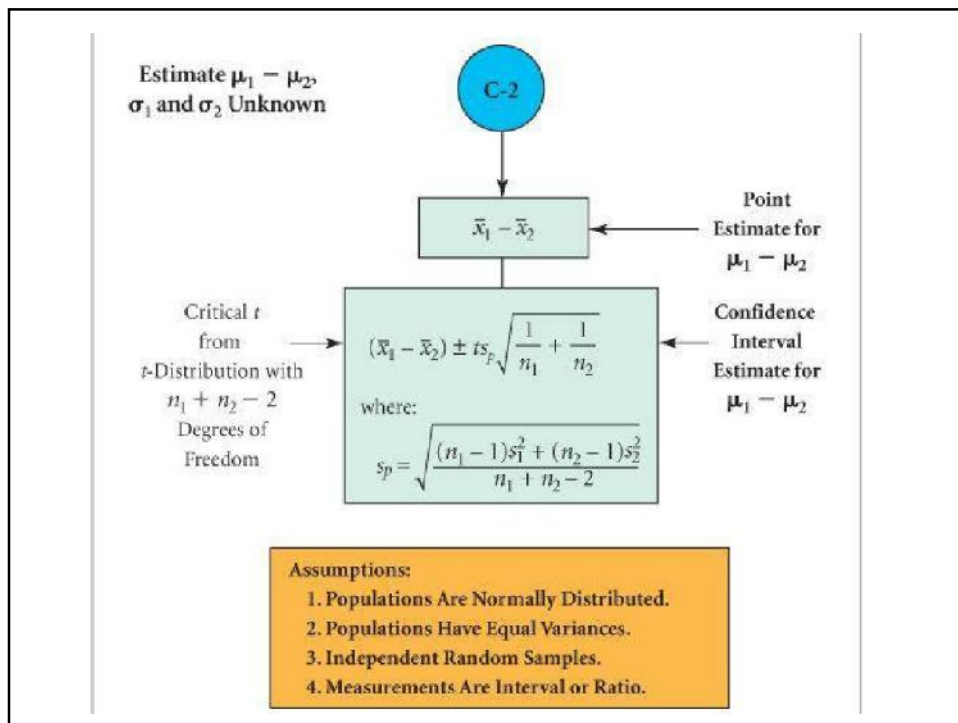 Estimate μ₁ − μ₂,
σ₁ and σ₂ Unknown
C-2
x̄₁ − x̄₂
Point
Estimate for
μ₁ − μ₂
Critical t
from
t-Distribution with
n₁ + n₂ − 2
Degrees of
Freedom
(x̄₁ − x̄₂) ± tsₚ√(1/n₁ + 1/n₂)
where:
sₚ = √(((n₁ − 1)s₁² + (n₂ − 1)s₂²)/(n₁ + n₂ − 2))
Confidence
Interval
Estimate for
μ₁ − μ₂
Assumptions:
1. Populations Are Normally Distributed.
2. Populations Have Equal Variances.
3. Independent Random Samples.
4. Measurements Are Interval or Ratio.